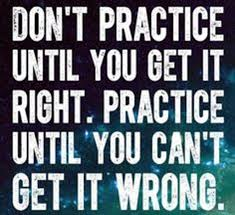 DON'T PRACTICE
UNTIL YOU GET IT
RIGHT. PRACTICE
UNTIL YOU CAN'T
GET IT WRONG.